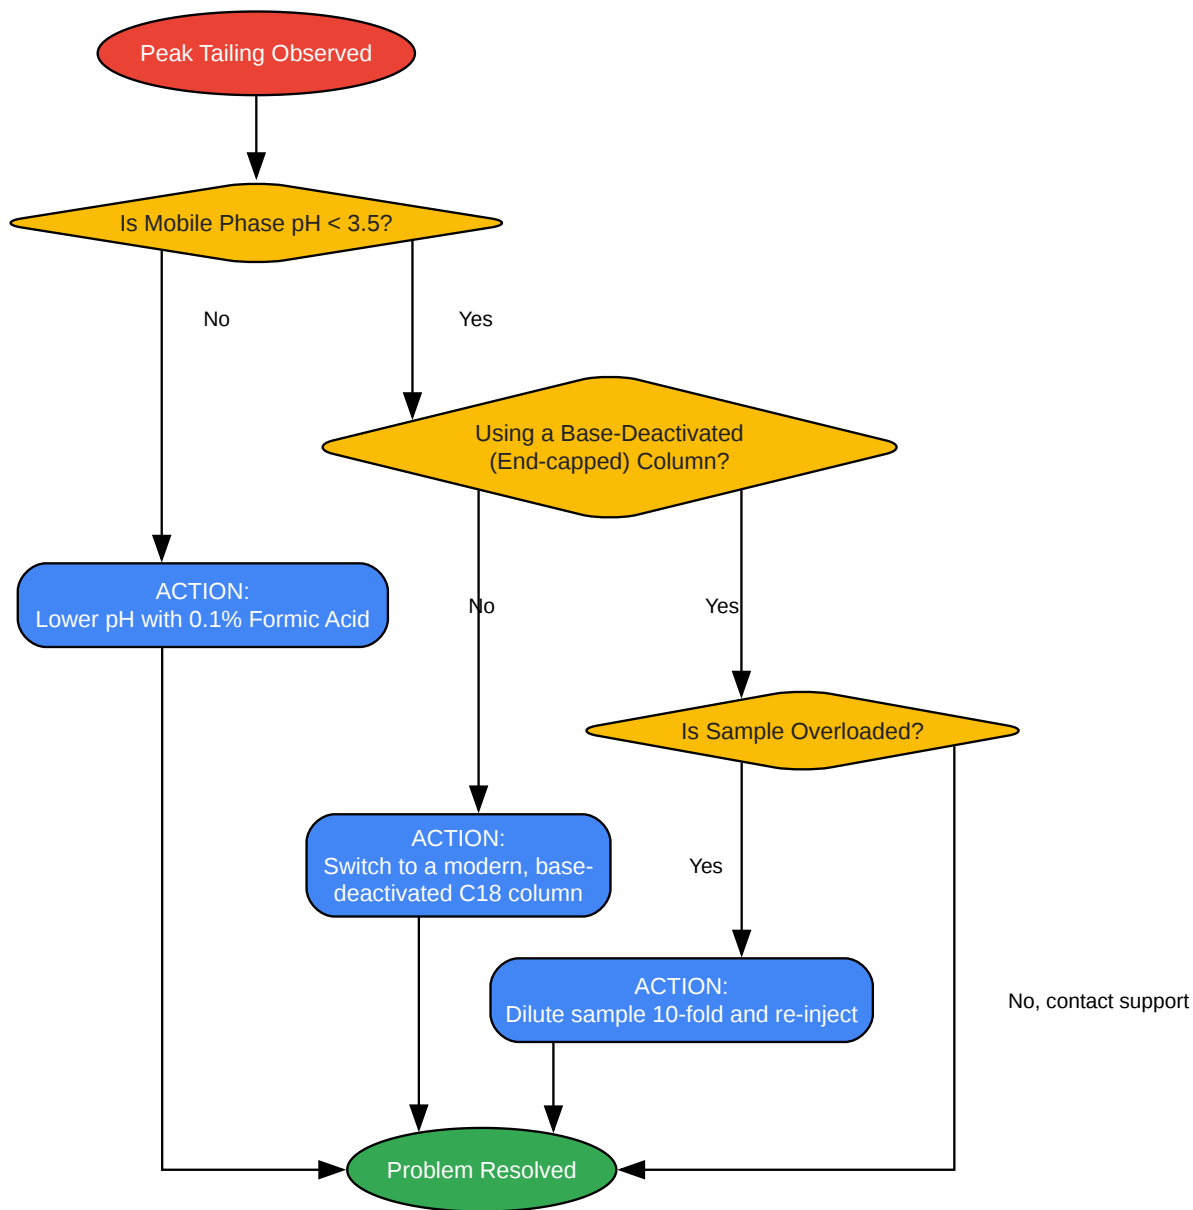 Peak Tailing Observed
Is Mobile Phase pH < 3.5?
No
Yes
Using a Base-Deactivated
(End-capped) Column?
ACTION:
Lower pH with 0.1% Formic Acid
No
Yes
Is Sample Overloaded?
ACTION:
Switch to a modern, base-
deactivated C18 column
Yes
ACTION:
Dilute sample 10-fold and re-inject
No, contact support
Problem Resolved